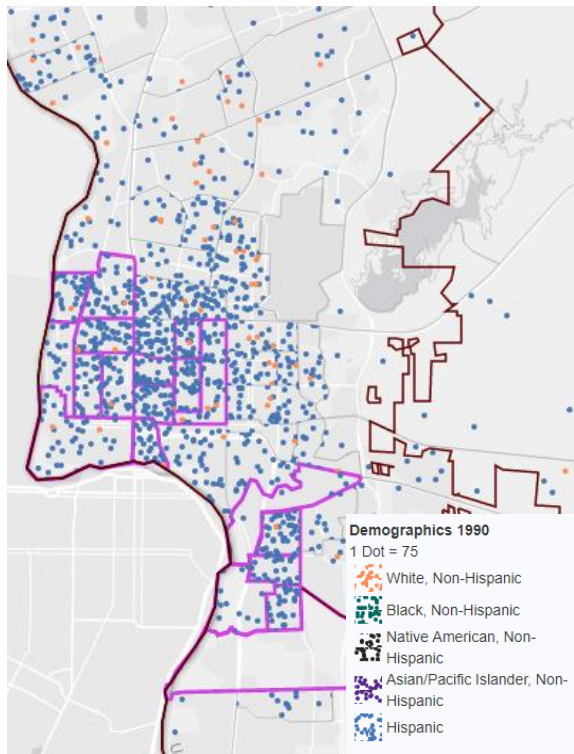 Demographics 1990
1 Dot = 75
White, Non-Hispanic
Black, Non-Hispanic
Native American, Non-
Hispanic
Asian/Pacific Islander, Non-
Hispanic
Hispanic